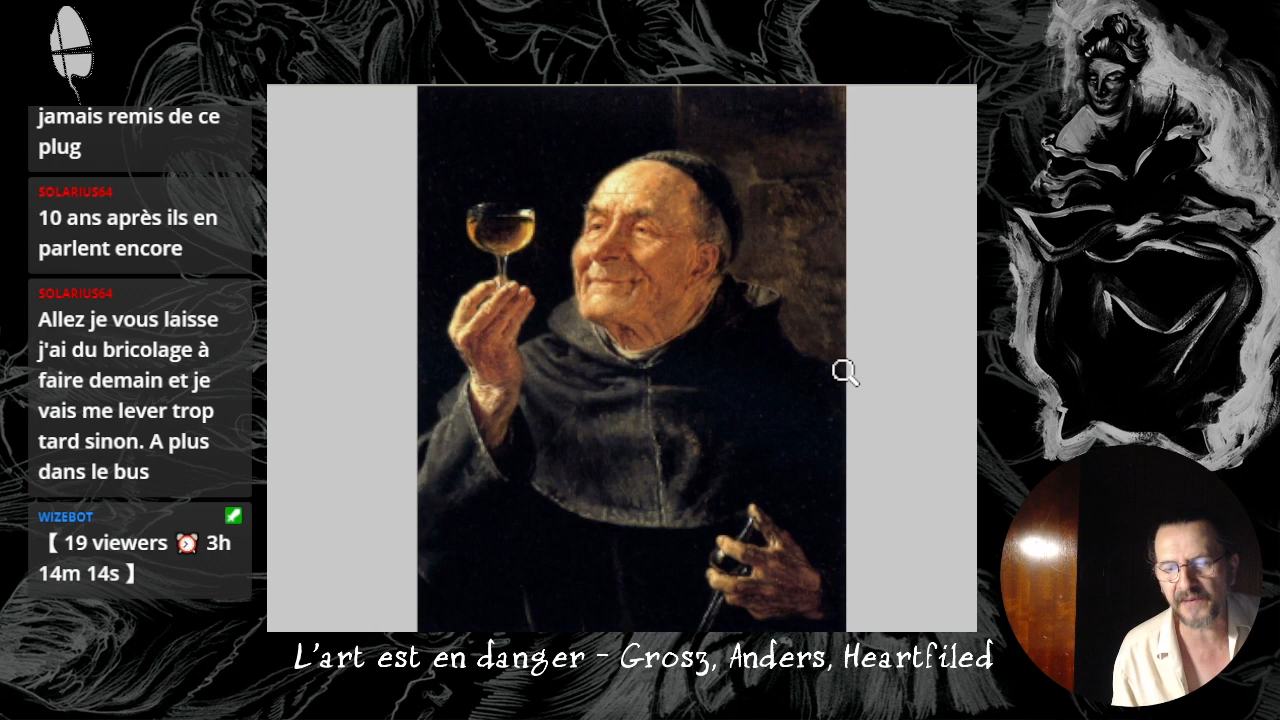 jamais remis de ce
plug
SOLARIUS64
10 ans après ils en
parlent encore
SOLARIUS64
Allez je vous laisse
j'ai du bricolage à
faire demain et je
vais me lever trop
tard sinon. A plus
dans le bus
WIZEBOT
【 19 viewers ⏰ 3h
14m 14s 】
L'art est en danger - Grosz, Anders, Heartfiled